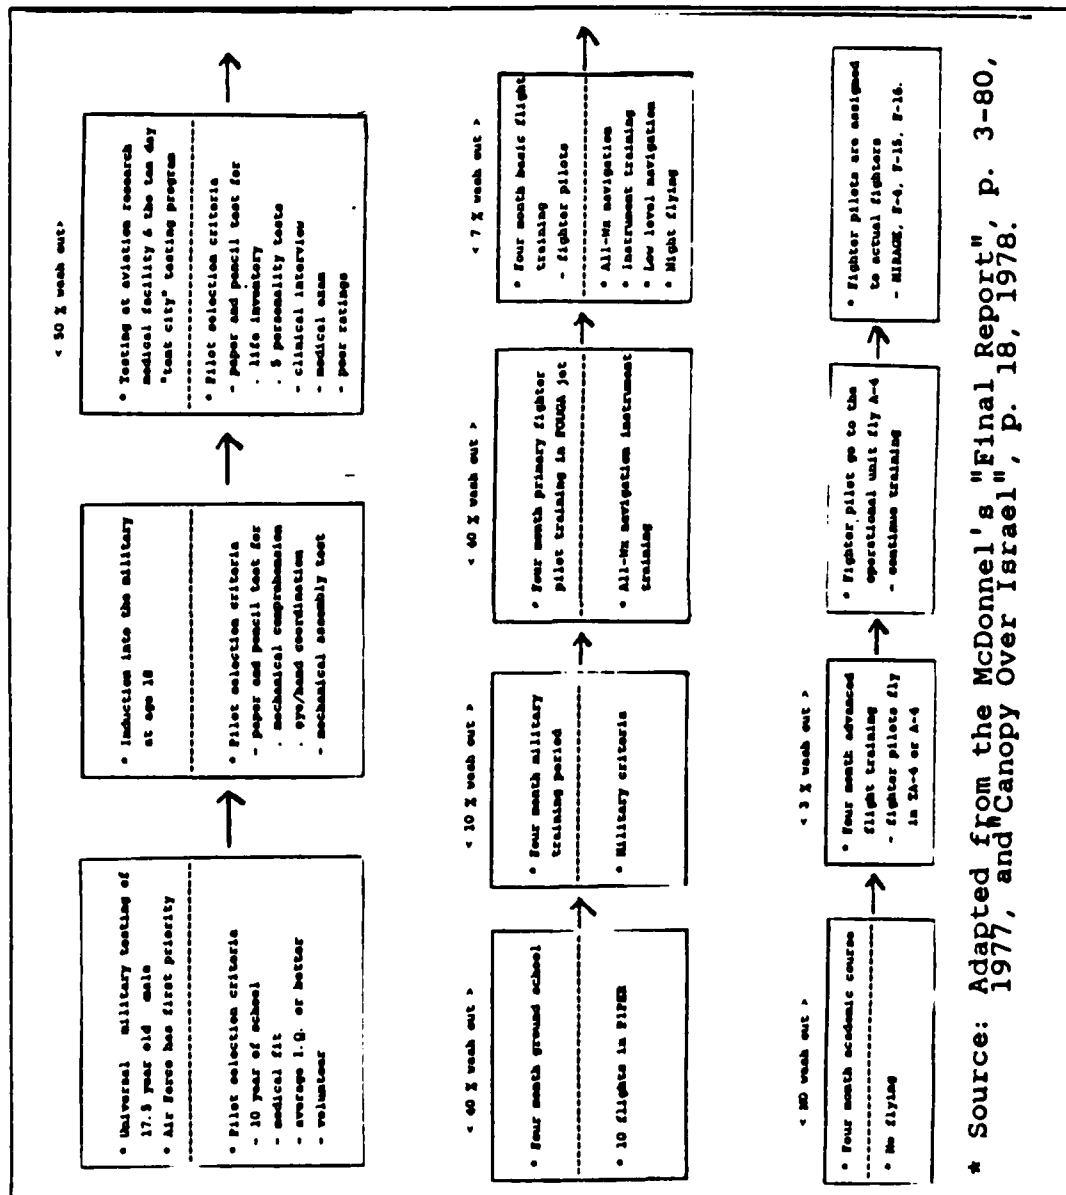 * Universal military testing of
17.5 year old male
* Air Force has first priority
* Pilot selection criteria
- 10 year of school
- medical fit
- average i.q. or better
- volunteer
* Induction into the military
at age 18
* Pilot selection criteria
- paper and pencil test for
. mechanical comprehension
. eye/hand coordination
- mechanical assembly test
< 50 % wash out>
* Testing at aviation research
medical facility & the ten day
"tent city" testing program
* Pilot selection criteria
- paper and pencil test for
. life inventory
. 5 personality tests
- clinical interview
- medical exam
- peer ratings
< 60 % wash out >
* Four month ground school
* 10 flights in PIPER
< 10 % wash out >
* Four month military
training period
* Military criteria
< 60 % wash out >
* Four month primary fighter
pilot training in FOUGA jet
* All-Wx navigation instrument
training
< 7 % wash out >
* Four month basic flight
training
- fighter pilots
* All-Wx navigation
* instrument training
* Low level navigation
* Night flying
< NO wash out >
* Four month academic course
* No flying
< 3 % wash out >
* Four month advanced
flight training
- fighter pilots fly
in TA-4 or A-4
* Fighter pilot go to the
operational unit fly A-4
- continue training
* Fighter pilots are assigned
to actual fighters
- MIRAGE, F-4, F-15, F-16.
* Source: Adapted from the McDonnel's "Final Report", p. 3-80,
1977, and "Canopy Over Israel", p. 18, 1978.